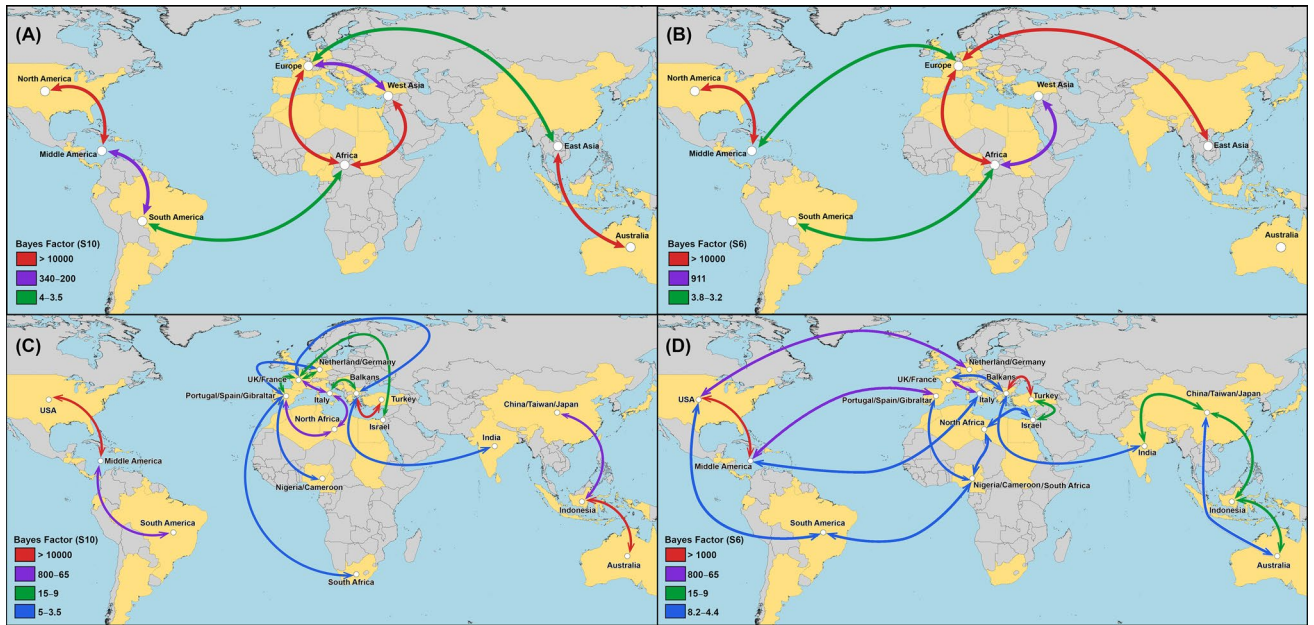 (A)
Europe
North America
West Asia
Middle America
Africa
East Asia
South America
Australia
Bayes Factor (S10)
> 10000
340–200
4–3.5
(B)
Europe
North America
West Asia
Middle America
Africa
East Asia
South America
Australia
Bayes Factor (S6)
> 10000
911
3.8–3.2
(C)
Netherland/Germany
UK/France
Balkans
Portugal/Spain/Gibraltar
Italy
Turkey
USA
China/Taiwan/Japan
North Africa
Israel
India
Middle America
Nigeria/Cameroon
Indonesia
South America
Australia
South Africa
Bayes Factor (S10)
> 10000
800–65
15–9
5–3.5
(D)
Netherland/Germany
UK/France
Balkans
Portugal/Spain/Gibraltar
Italy
Turkey
USA
China/Taiwan/Japan
North Africa
Israel
India
Middle America
Nigeria/Cameroon/South Africa
Indonesia
South America
Australia
Bayes Factor (S6)
> 1000
800–65
15–9
8.2–4.4